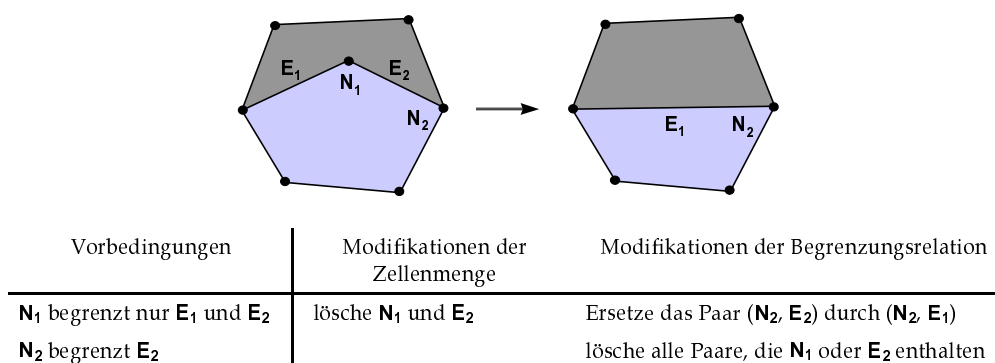 E₁ E₂
N₁
N₂
E₁ N₂
Vorbedingungen
Modifikationen der
Zellenmenge
Modifikationen der Begrenzungsrelation
N₁ begrenzt nur E₁ und E₂
lösche N₁ und E₂
Ersetze das Paar (N₂, E₂) durch (N₂, E₁)
N₂ begrenzt E₂
lösche alle Paare, die N₁ oder E₂ enthalten